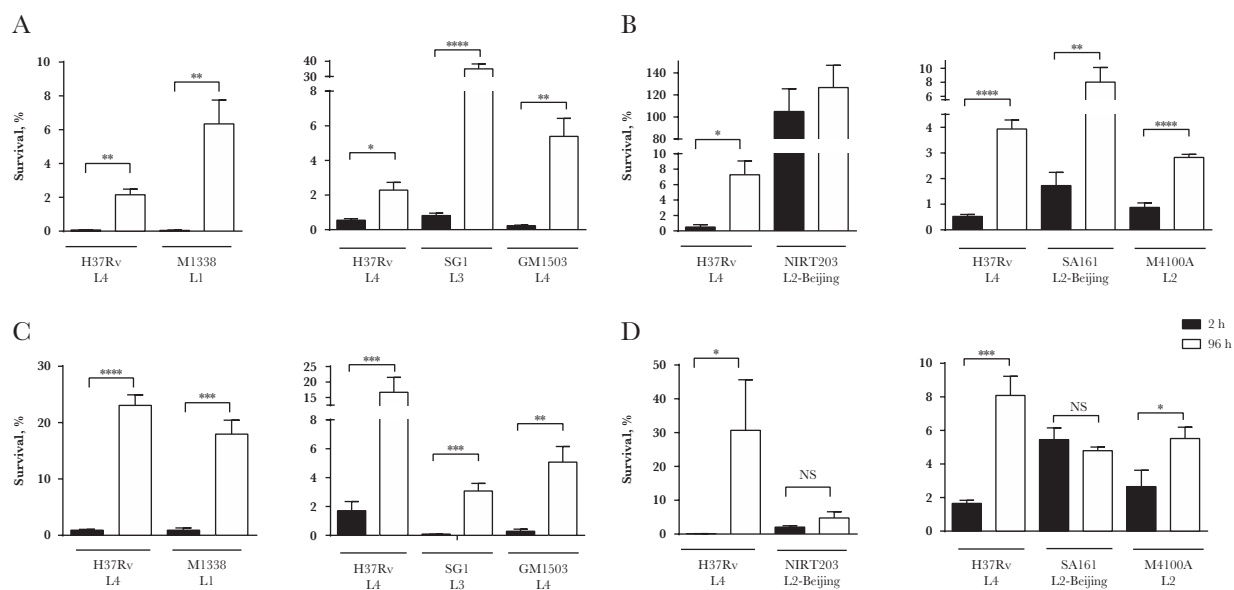 A
Survival, %
10
8
6
4
2
0
**
**
H37Rv
L4
M1338
L1
40
30
8
6
4
2
0
*
****
**
H37Rv
L4
SG1
L3
GM1503
L4
B
Survival, %
140
120
100
80
10
8
6
4
2
0
*
H37Rv
L4
NIRT203
L2-Beijing
10
8
6
4
3
2
1
0
****
**
****
H37Rv
L4
SA161
L2-Beijing
M4100A
L2
C
Survival, %
30
20
10
0
****
***
H37Rv
L4
M1338
L1
25
20
15
8
6
4
2
0
***
***
**
H37Rv
L4
SG1
L3
GM1503
L4
D
Survival, %
50
40
30
20
10
0
*
NS
H37Rv
L4
NIRT203
L2-Beijing
2 h
96 h
10
8
6
4
2
0
***
NS
*
H37Rv
L4
SA161
L2-Beijing
M4100A
L2